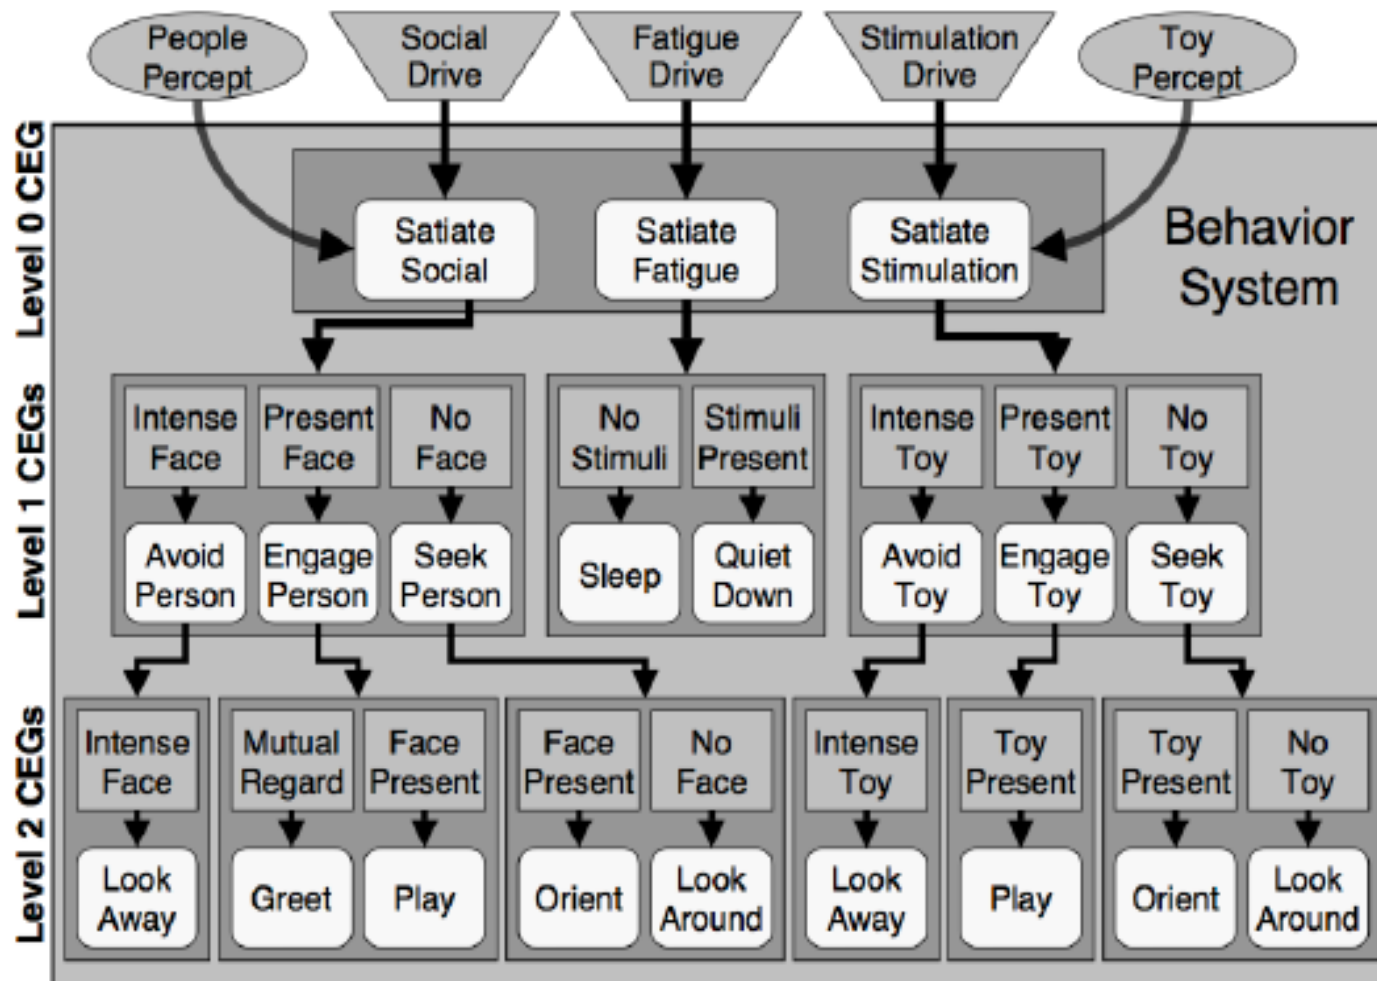 People
Percept
Social
Drive
Fatigue
Drive
Stimulation
Drive
Toy
Percept
Level 0 CEG
Satiate
Social
Satiate
Fatigue
Satiate
Stimulation
Behavior
System
Level 1 CEGs
Intense
Face
Present
Face
No
Face
No
Stimuli
Stimuli
Present
Intense
Toy
Present
Toy
No
Toy
Avoid
Person
Engage
Person
Seek
Person
Sleep
Quiet
Down
Avoid
Toy
Engage
Toy
Seek
Toy
Level 2 CEGs
Intense
Face
Mutual
Regard
Face
Present
Face
Present
No
Face
Intense
Toy
Toy
Present
Toy
Present
No
Toy
Look
Away
Greet
Play
Orient
Look
Around
Look
Away
Play
Orient
Look
Around